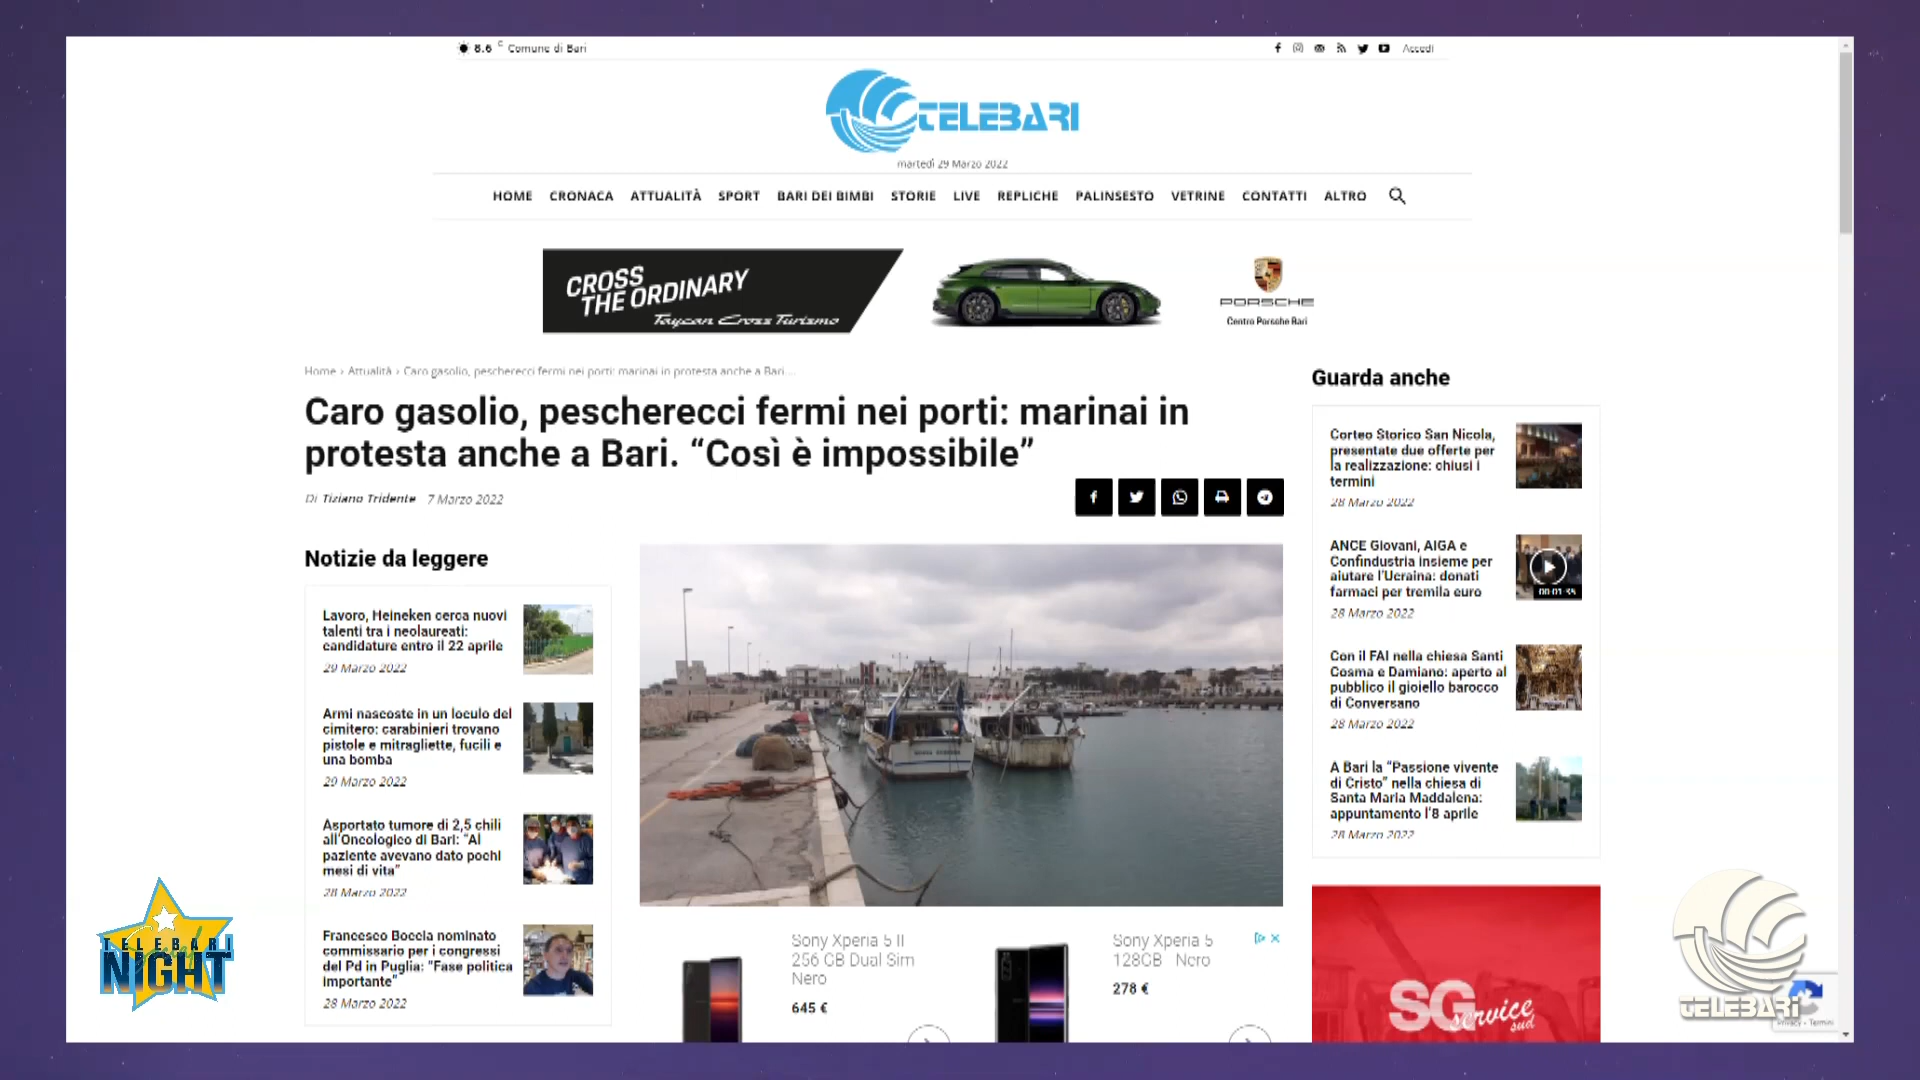 8.6 C Comune di Bari
Accedi
TELEBARI
martedì 29 Marzo 2022
HOME CRONACA ATTUALITÀ SPORT BARI DEI BIMBI STORIE LIVE REPLICHE PALINSESTO VETRINE CONTATTI ALTRO
CROSS
THE ORDINARY
Taycan Cross Turismo
PORSCHE
Centro Porsche Bari
Home › Attualità › Caro gasolio, pescherecci fermi nei porti: marinai in protesta anche a Bari....
Caro gasolio, pescherecci fermi nei porti: marinai in
protesta anche a Bari. “Così è impossibile”
Di Tiziano Tridente 7 Marzo 2022
Notizie da leggere
Lavoro, Heineken cerca nuovi
talenti tra i neolaureati:
candidature entro il 22 aprile
29 Marzo 2022
Armi nascoste in un loculo del
cimitero: carabinieri trovano
pistole e mitragliette, fucili e
una bomba
29 Marzo 2022
Asportato tumore di 2,5 chili
all’Oncologico di Bari: “Al
paziente avevano dato pochi
mesi di vita”
28 Marzo 2022
Francesco Boccia nominato
commissario per i congressi
del Pd in Puglia: “Fase politica
importante”
28 Marzo 2022
Sony Xperia 5 II
256 GB Dual Sim
Nero
645 €
Sony Xperia 5
128GB Nero
278 €
Guarda anche
Corteo Storico San Nicola,
presentate due offerte per
la realizzazione: chiusi i
termini
28 Marzo 2022
ANCE Giovani, AIGA e
Confindustria insieme per
aiutare l’Ucraina: donati
farmaci per tremila euro
28 Marzo 2022
00:01:35
Con il FAI nella chiesa Santi
Cosma e Damiano: aperto al
pubblico il gioiello barocco
di Conversano
28 Marzo 2022
A Bari la “Passione vivente
di Cristo” nella chiesa di
Santa Maria Maddalena:
appuntamento l’8 aprile
28 Marzo 2022
SG service
sud
TELEBARI
NIGHT
TELEBARI
Privacy - Termini